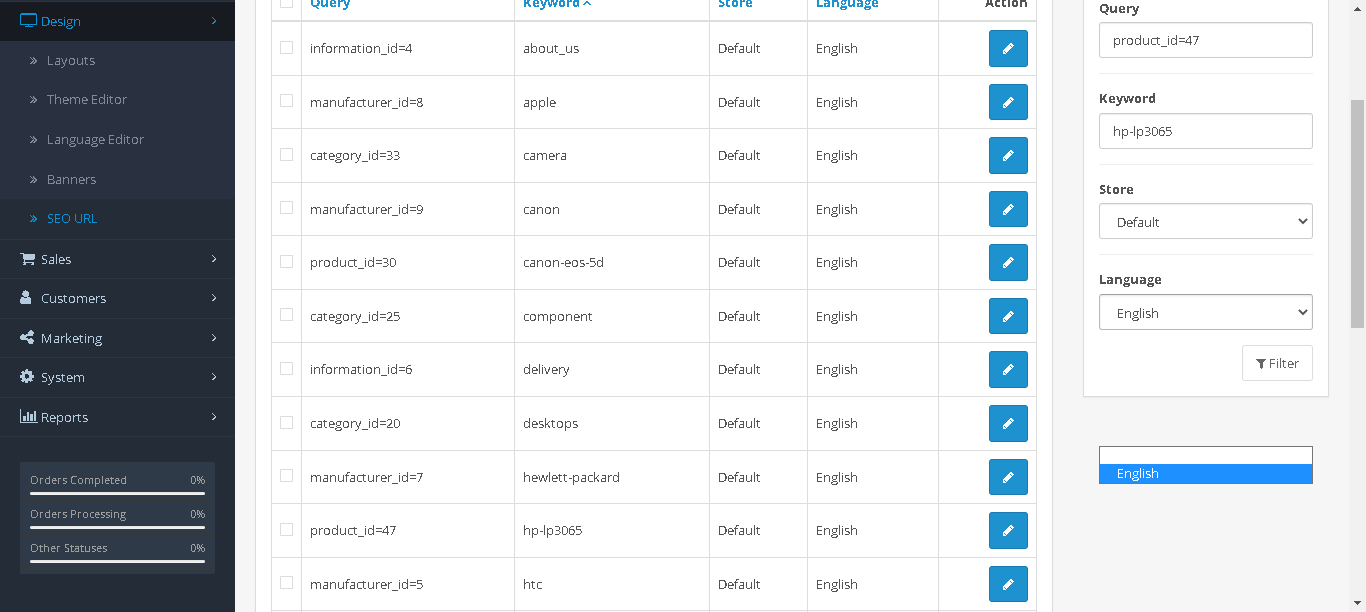 Design
Layouts
Theme Editor
Language Editor
Banners
SEO URL
Sales
Customers
Marketing
System
Reports
Orders Completed 0%
Orders Processing 0%
Other Statuses 0%
Query Keyword Store Language Action
information_id=4 about_us Default English
manufacturer_id=8 apple Default English
category_id=33 camera Default English
manufacturer_id=9 canon Default English
product_id=30 canon-eos-5d Default English
category_id=25 component Default English
information_id=6 delivery Default English
category_id=20 desktops Default English
manufacturer_id=7 hewlett-packard Default English
product_id=47 hp-lp3065 Default English
manufacturer_id=5 htc Default English
Query
product_id=47
Keyword
hp-lp3065
Store
Default
Language
English
Filter
English